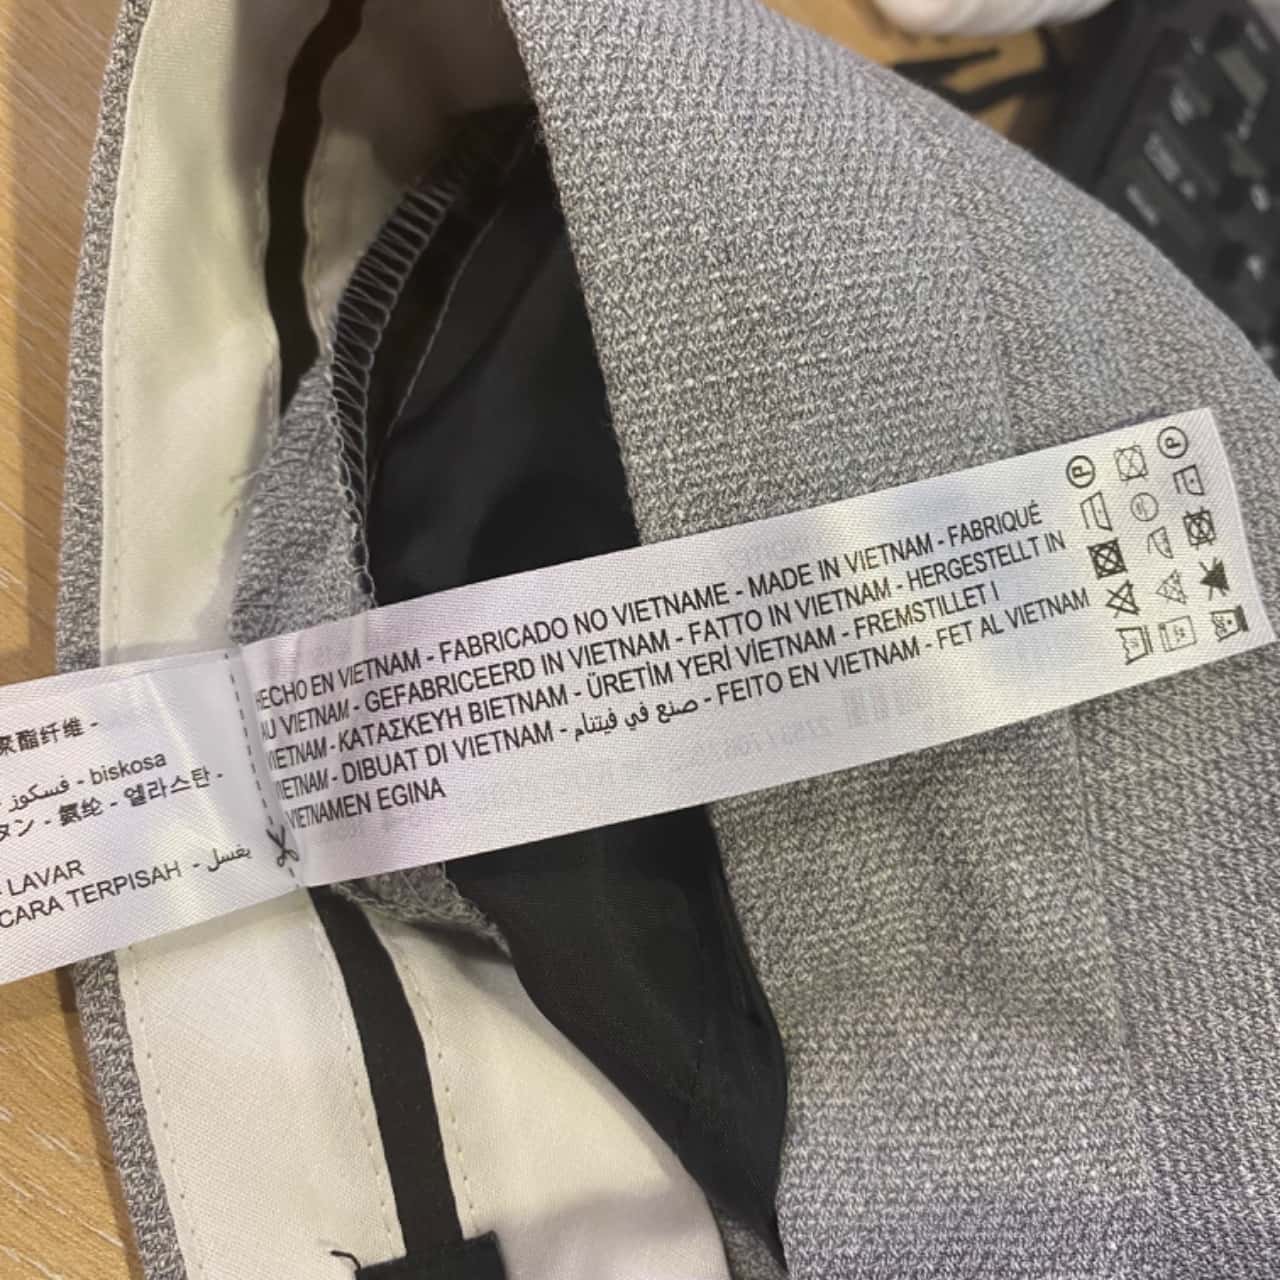 聚酯纤维 -
فسكوز - biskosa
タン - 氨纶 - 엘라스탄 -
LAVAR
CARA TERPISAH - يغسل
HECHO EN VIETNAM - FABRICADO NO VIETNAME - MADE IN VIETNAM - FABRIQUÉ
AU VIETNAM - GEFABRICEERD IN VIETNAM - FATTO IN VIETNAM - HERGESTELLT IN
VIETNAM - ΚΑΤΑΣΚΕΥΗ ΒΙΕΤΝΑΜ - ÜRETİM YERİ VİETNAM - FREMSTILLET I
VIETNAM - DIBUAT DI VIETNAM - صنع في فيتنام - FEITO EN VIETNAM - FET AL VIETNAM
VIETNAMEN EGINA